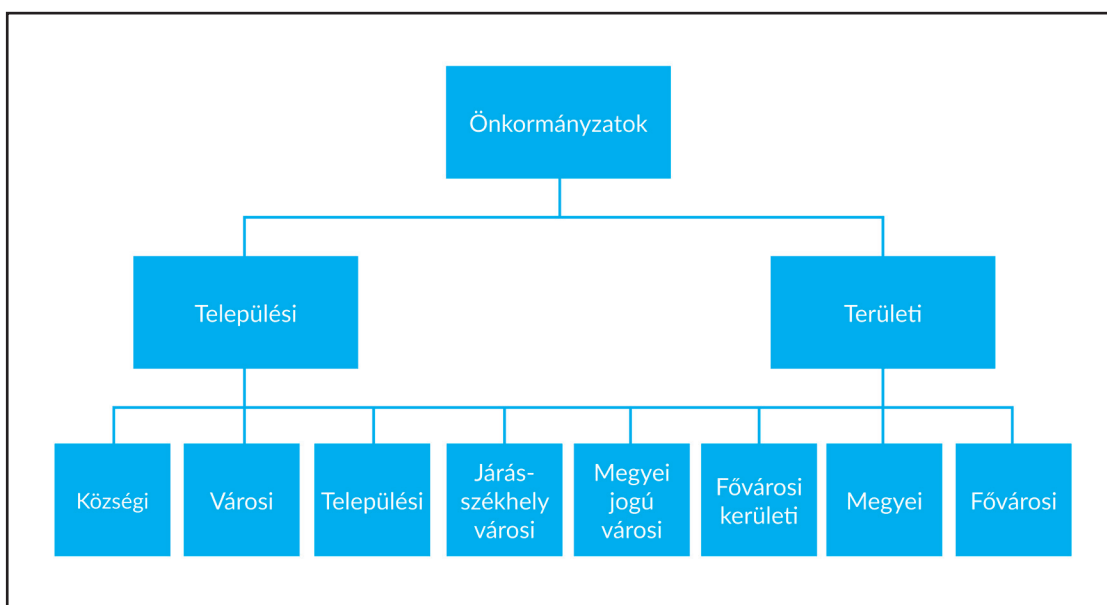 Önkormányzatok
Települési
Területi
Községi
Városi
Települési
Járás-
székhely
városi
Megyei
jogú
városi
Fővárosi
kerületi
Megyei
Fővárosi